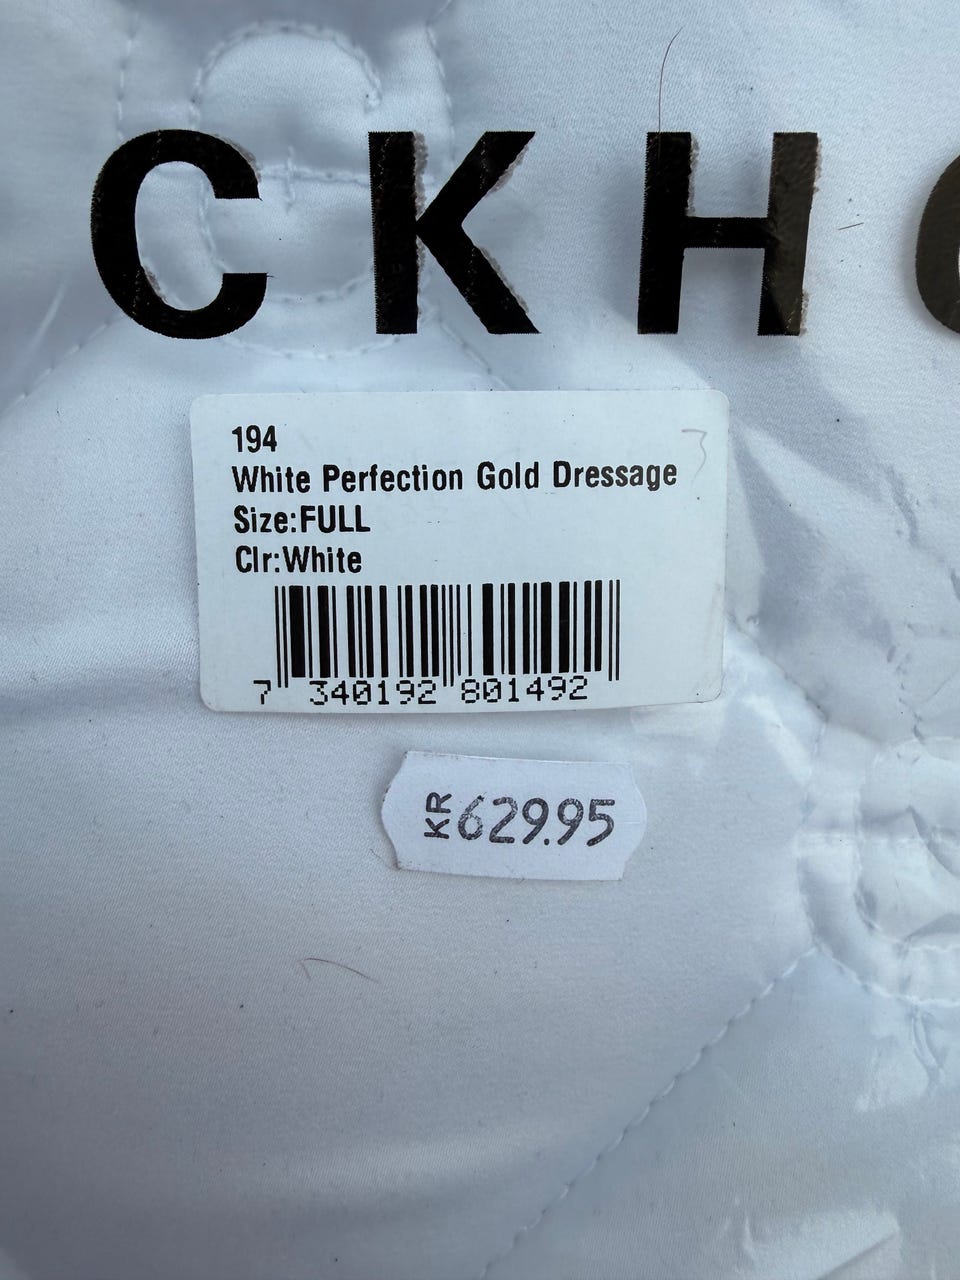 CKH
194
White Perfection Gold Dressage
Size:FULL
Clr:White
7 340192 801492
KR 629.95